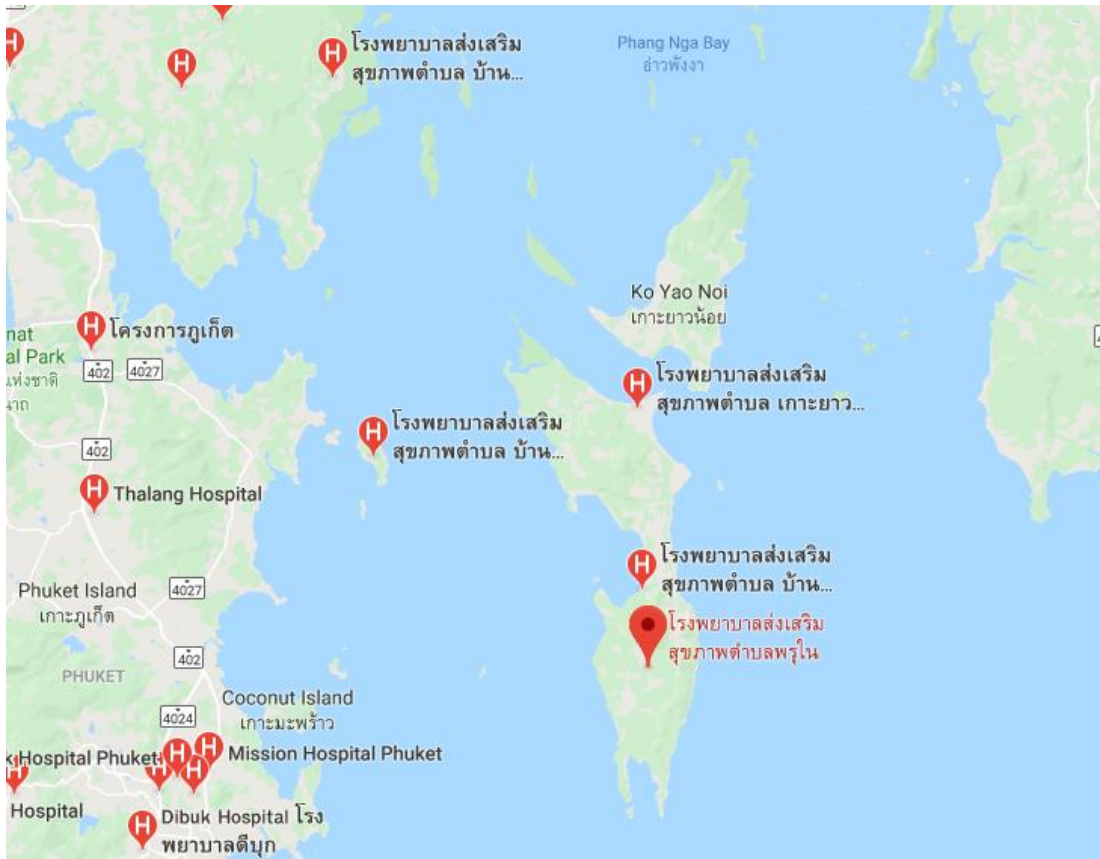 โรงพยาบาลส่งเสริม
สุขภาพตำบล บ้าน...
Phang Nga Bay
อ่าวพังงา
Ko Yao Noi
เกาะยาวน้อย
nat
al Park
แห่งชาติ
นาถ
โครงการภูเก็ต
402
4027
โรงพยาบาลส่งเสริม
สุขภาพตำบล เกาะยาว...
โรงพยาบาลส่งเสริม
สุขภาพตำบล บ้าน...
402
Thalang Hospital
โรงพยาบาลส่งเสริม
สุขภาพตำบล บ้าน...
Phuket Island
เกาะภูเก็ต
4027
โรงพยาบาลส่งเสริม
สุขภาพตำบลพรุใน
402
PHUKET
Coconut Island
เกาะมะพร้าว
4024
k Hospital Phuket
Mission Hospital Phuket
Hospital
Dibuk Hospital โรง
พยาบาลดีบุก